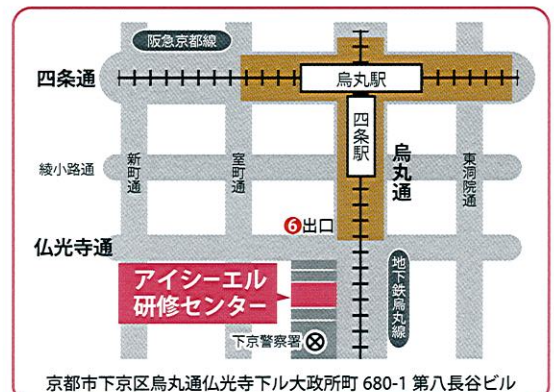 阪急京都線
四条通
烏丸駅
四条駅
烏丸通
綾小路通
新町通
室町通
東洞院通
❻出口
仏光寺通
アイシーエル
研修センター
地下鉄烏丸線
下京警察署
京都市下京区烏丸通仏光寺下ル大政所町 680-1 第八長谷ビル